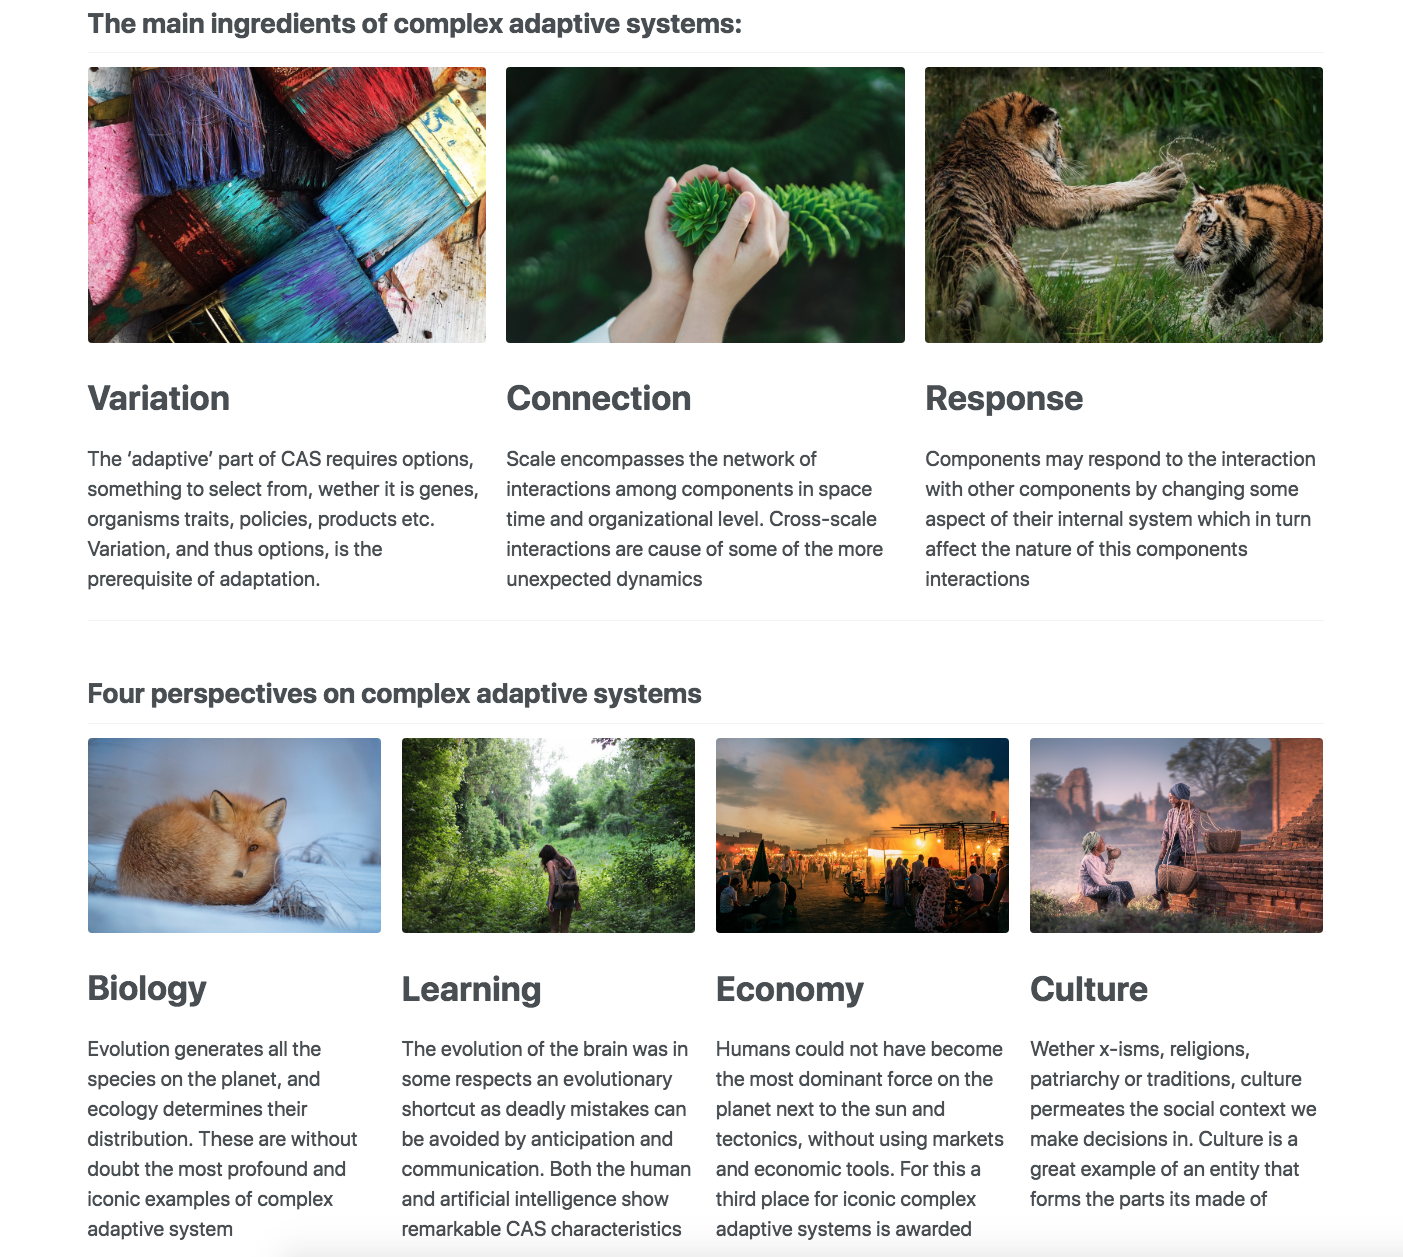 The main ingredients of complex adaptive systems:
Variation
The ‘adaptive’ part of CAS requires options,
something to select from, wether it is genes,
organisms traits, policies, products etc.
Variation, and thus options, is the
prerequisite of adaptation.
Connection
Scale encompasses the network of
interactions among components in space
time and organizational level. Cross-scale
interactions are cause of some of the more
unexpected dynamics
Response
Components may respond to the interaction
with other components by changing some
aspect of their internal system which in turn
affect the nature of this components
interactions
Four perspectives on complex adaptive systems
Biology
Evolution generates all the
species on the planet, and
ecology determines their
distribution. These are without
doubt the most profound and
iconic examples of complex
adaptive system
Learning
The evolution of the brain was in
some respects an evolutionary
shortcut as deadly mistakes can
be avoided by anticipation and
communication. Both the human
and artificial intelligence show
remarkable CAS characteristics
Economy
Humans could not have become
the most dominant force on the
planet next to the sun and
tectonics, without using markets
and economic tools. For this a
third place for iconic complex
adaptive systems is awarded
Culture
Wether x-isms, religions,
patriarchy or traditions, culture
permeates the social context we
make decisions in. Culture is a
great example of an entity that
forms the parts its made of